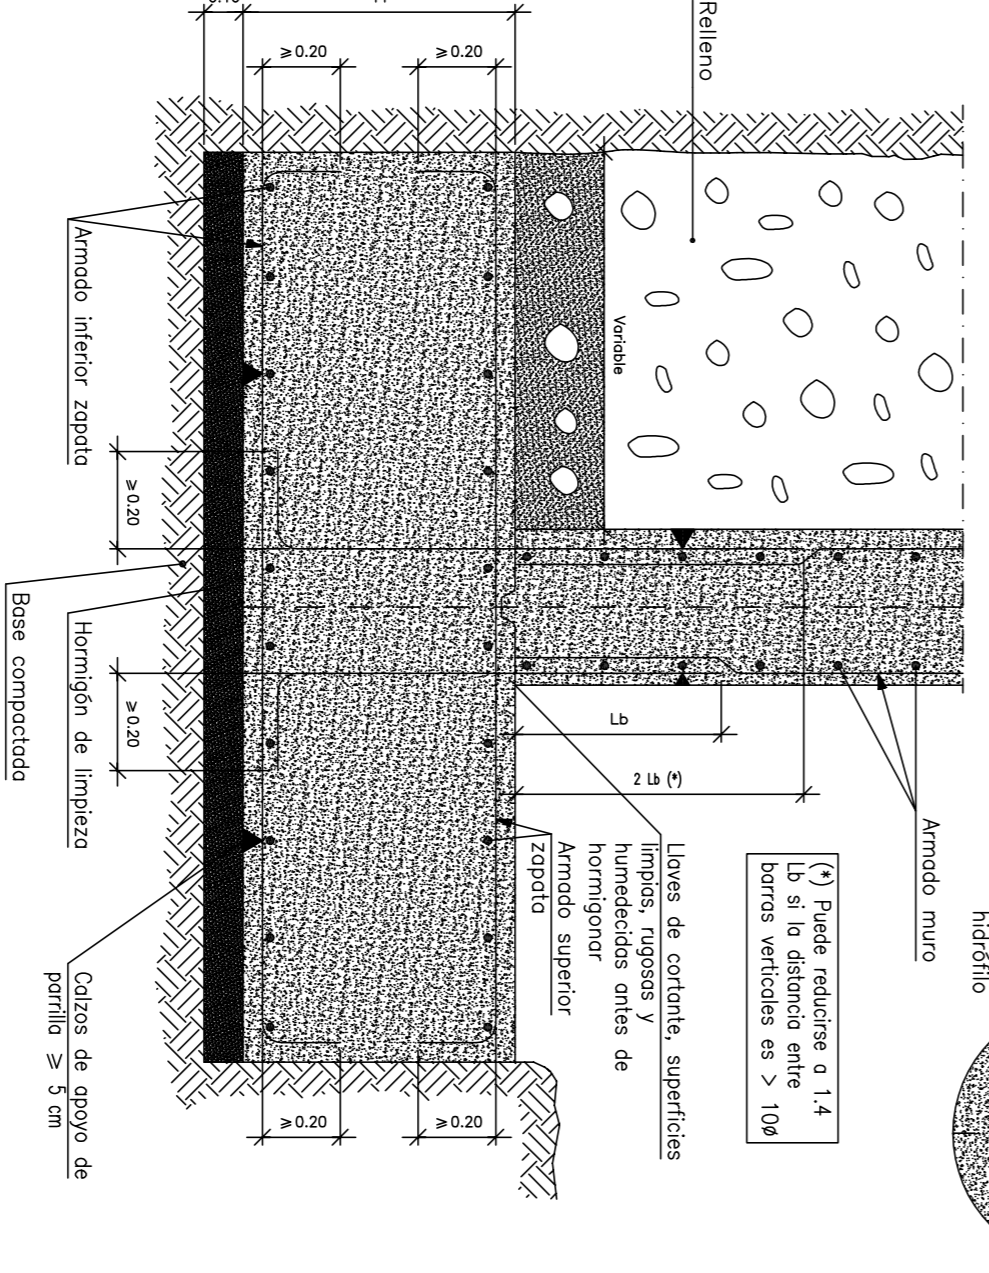 Relleno
≥0.20
≥0.20
Variable
Armado inferior zapata
≥0.20
≥0.20
Base compactada
Hormigón de limpieza
Lb
2 Lb (*)
Armado muro
(*) Puede reducirse a 1.4
Lb si la distancia entre
barras verticales es > 10ø
hidrófilo
Llaves de cortante, superficies
limpias, rugosas y
humedecidas antes de
hormigonar
Armado superior
zapata
Calzos de apoyo de
parrilla ≥ 5 cm
≥0.20
≥0.20